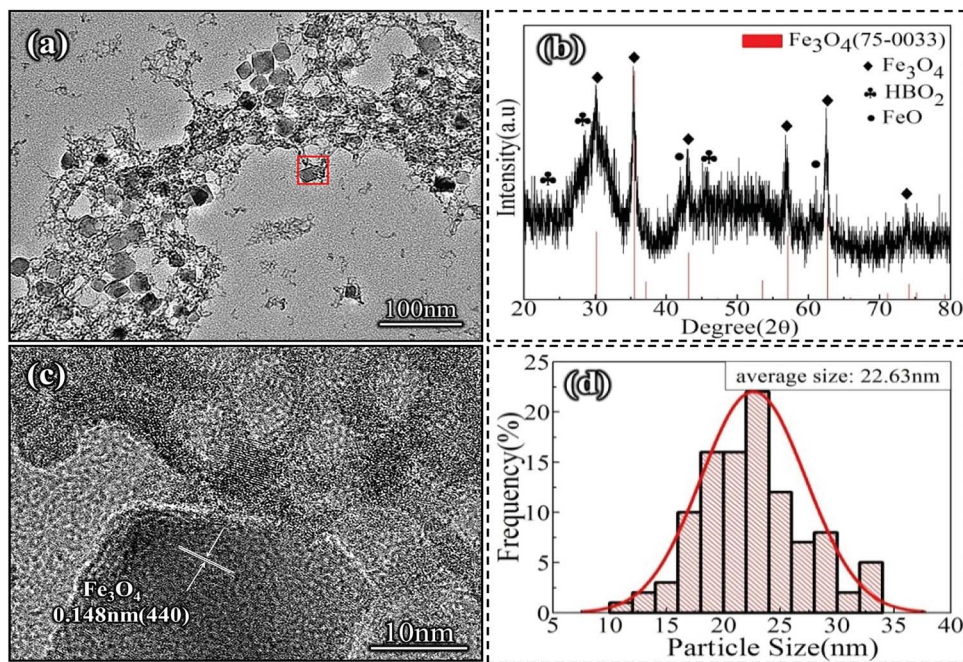 (a)
100nm
(b)
Fe₃O₄(75-0033)
◆ Fe₃O₄
♣ HBO₂
● FeO
Intensity(a.u)
20 30 40 50 60 70 80
Degree(2θ)
(c)
Fe₃O₄
0.148nm(440)
10nm
(d)
average size: 22.63nm
Frequency(%)
25
20
15
10
5
0
5 10 15 20 25 30 35 40
Particle Size(nm)